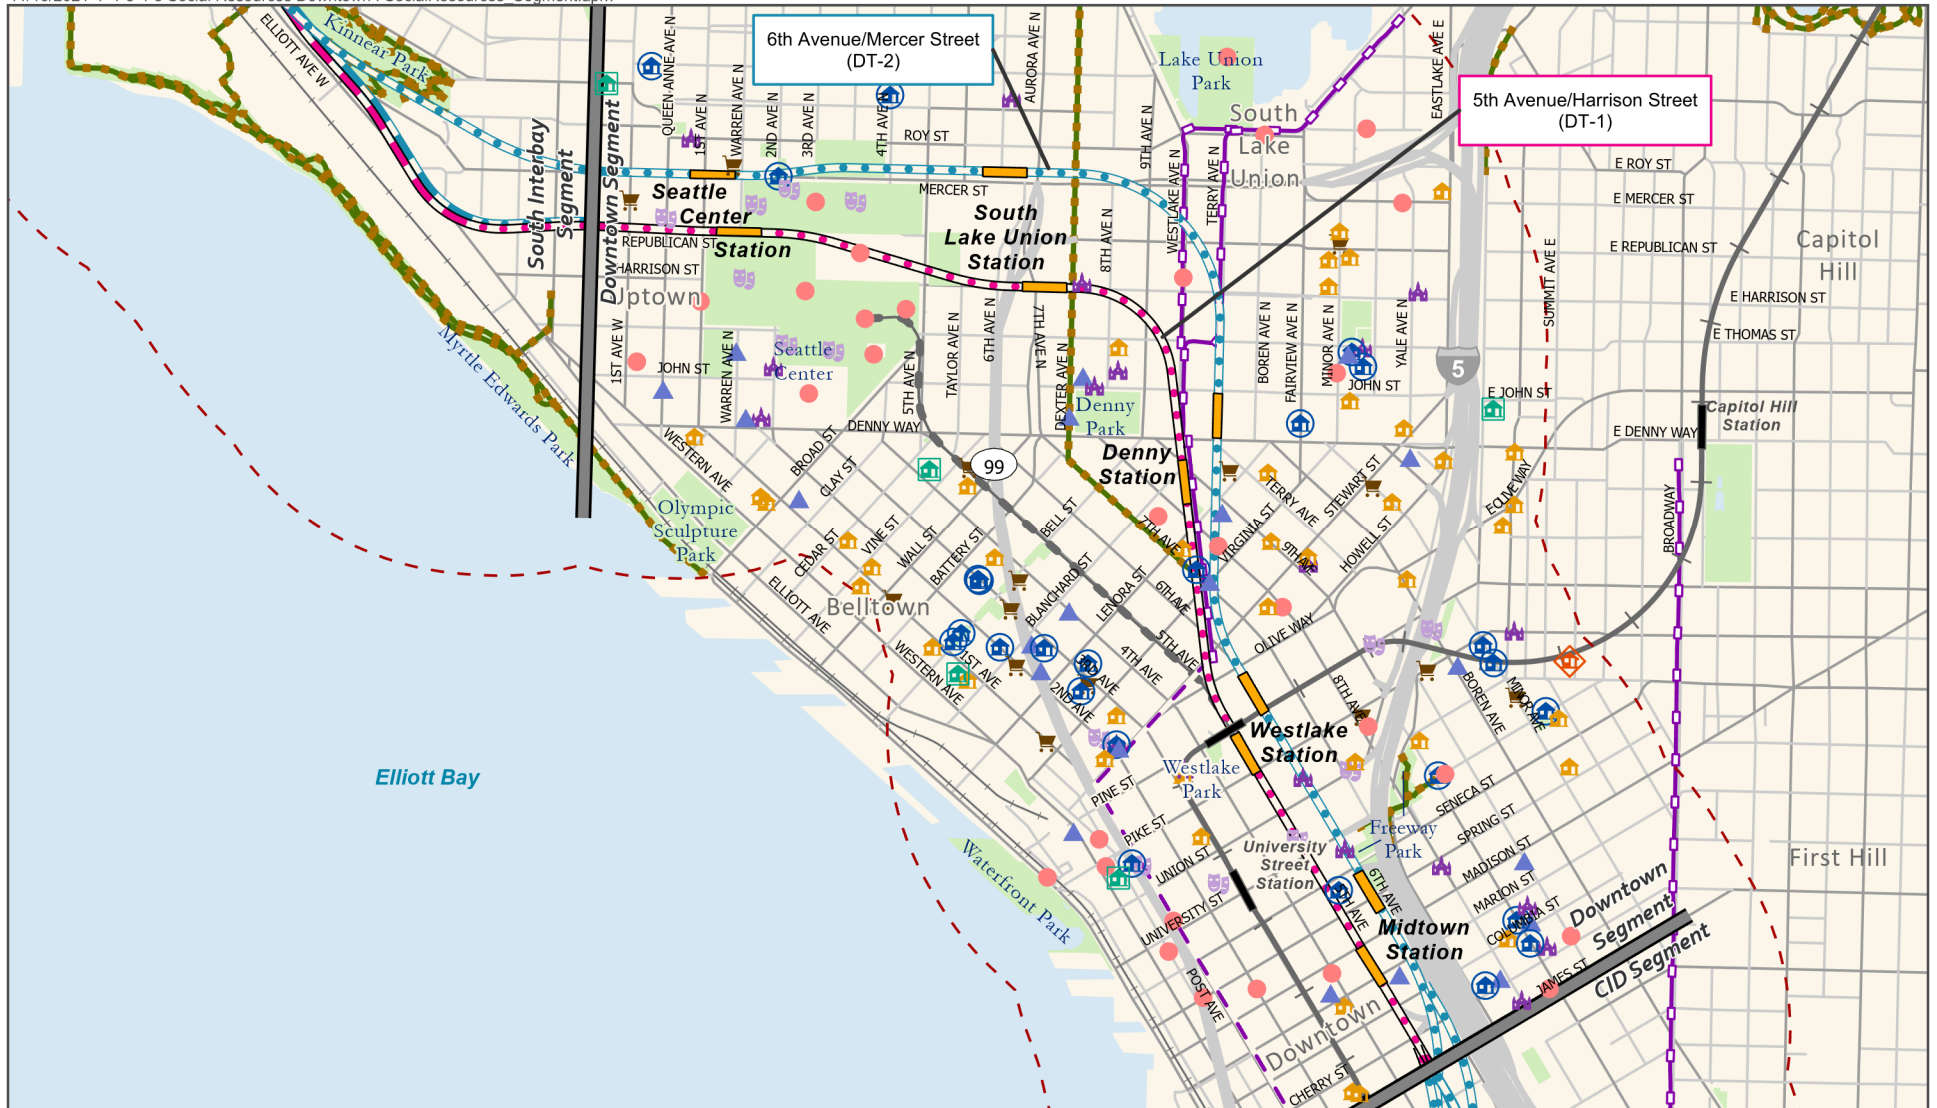 6th Avenue/Mercer Street
(DT-2)
5th Avenue/Harrison Street
(DT-1)
Kinnear Park
ELLIOTT AVE W
South Interbay
Segment
Downtown Segment
QUEEN ANNE AVE N
1ST AVE N
WARREN AVE N
2ND AVE N
3RD AVE N
4TH AVE N
ROY ST
AURORA AVE N
MERCER ST
Lake Union
Park
South
Lake
Union
9TH AVE N
WESTLAKE AVE N
TERRY AVE N
EASTLAKE AVE E
E ROY ST
E MERCER ST
E REPUBLICAN ST
E HARRISON ST
E THOMAS ST
E JOHN ST
E DENNY WAY
SUMMIT AVE E
Capitol
Hill
Capitol Hill
Station
BROADWAY
Seattle
Center
Station
South
Lake Union
Station
REPUBLICAN ST
HARRISON ST
Uptown
1ST AVE W
JOHN ST
WARREN AVE N
Seattle
Center
5TH AVE N
TAYLOR AVE N
6TH AVE N
7TH AVE N
DEXTER AVE N
8TH AVE N
DENNY WAY
Denny
Park
Denny
Station
BOREN AVE N
FAIRVIEW AVE N
MINOR AVE N
YALE AVE N
JOHN ST
5
99
Myrtle Edwards Park
WESTERN AVE
BROAD ST
CLAY ST
Olympic
Sculpture
Park
CEDAR ST
VINE ST
WALL ST
BATTERY ST
BELL ST
BLANCHARD ST
LENORA ST
7TH AVE
6TH AVE
5TH AVE
4TH AVE
3RD AVE
2ND AVE
1ST AVE
WESTERN AVE
ELLIOTT AVE
Belltown
VIRGINIA ST
TERRY AVE
9TH AVE
STEWART ST
HOWELL ST
OLIVE WAY
8TH AVE
BOREN AVE
MINOR AVE
Elliott Bay
Westlake
Station
Westlake
Park
PINE ST
PIKE ST
UNION ST
UNIVERSITY ST
University
Street
Station
Freeway
Park
SENECA ST
SPRING ST
MADISON ST
MARION ST
COLUMBIA ST
JAMES ST
6TH AVE
Midtown
Station
Waterfront Park
POST AVE
Downtown
CHERRY ST
First Hill
Downtown
Segment
CID Segment